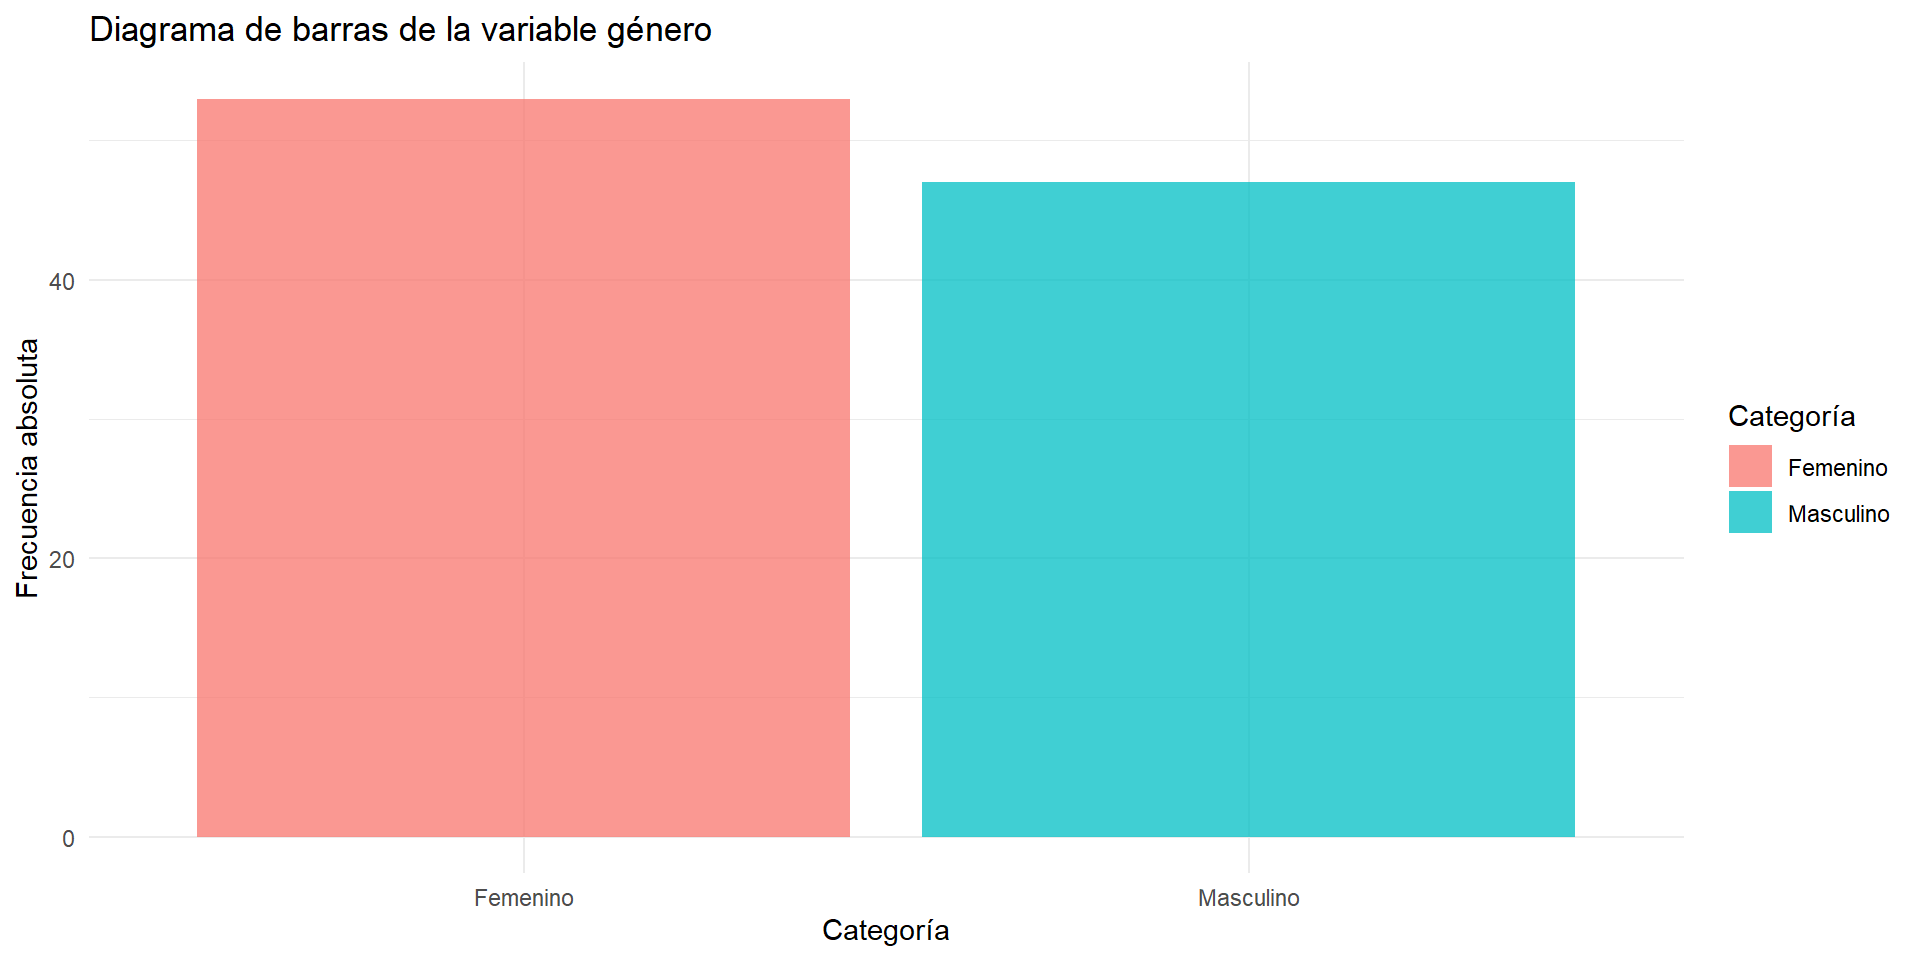 Diagrama de barras de la variable género
Frecuencia absoluta
40
20
0
Femenino
Masculino
Categoría
Categoría
Femenino
Masculino